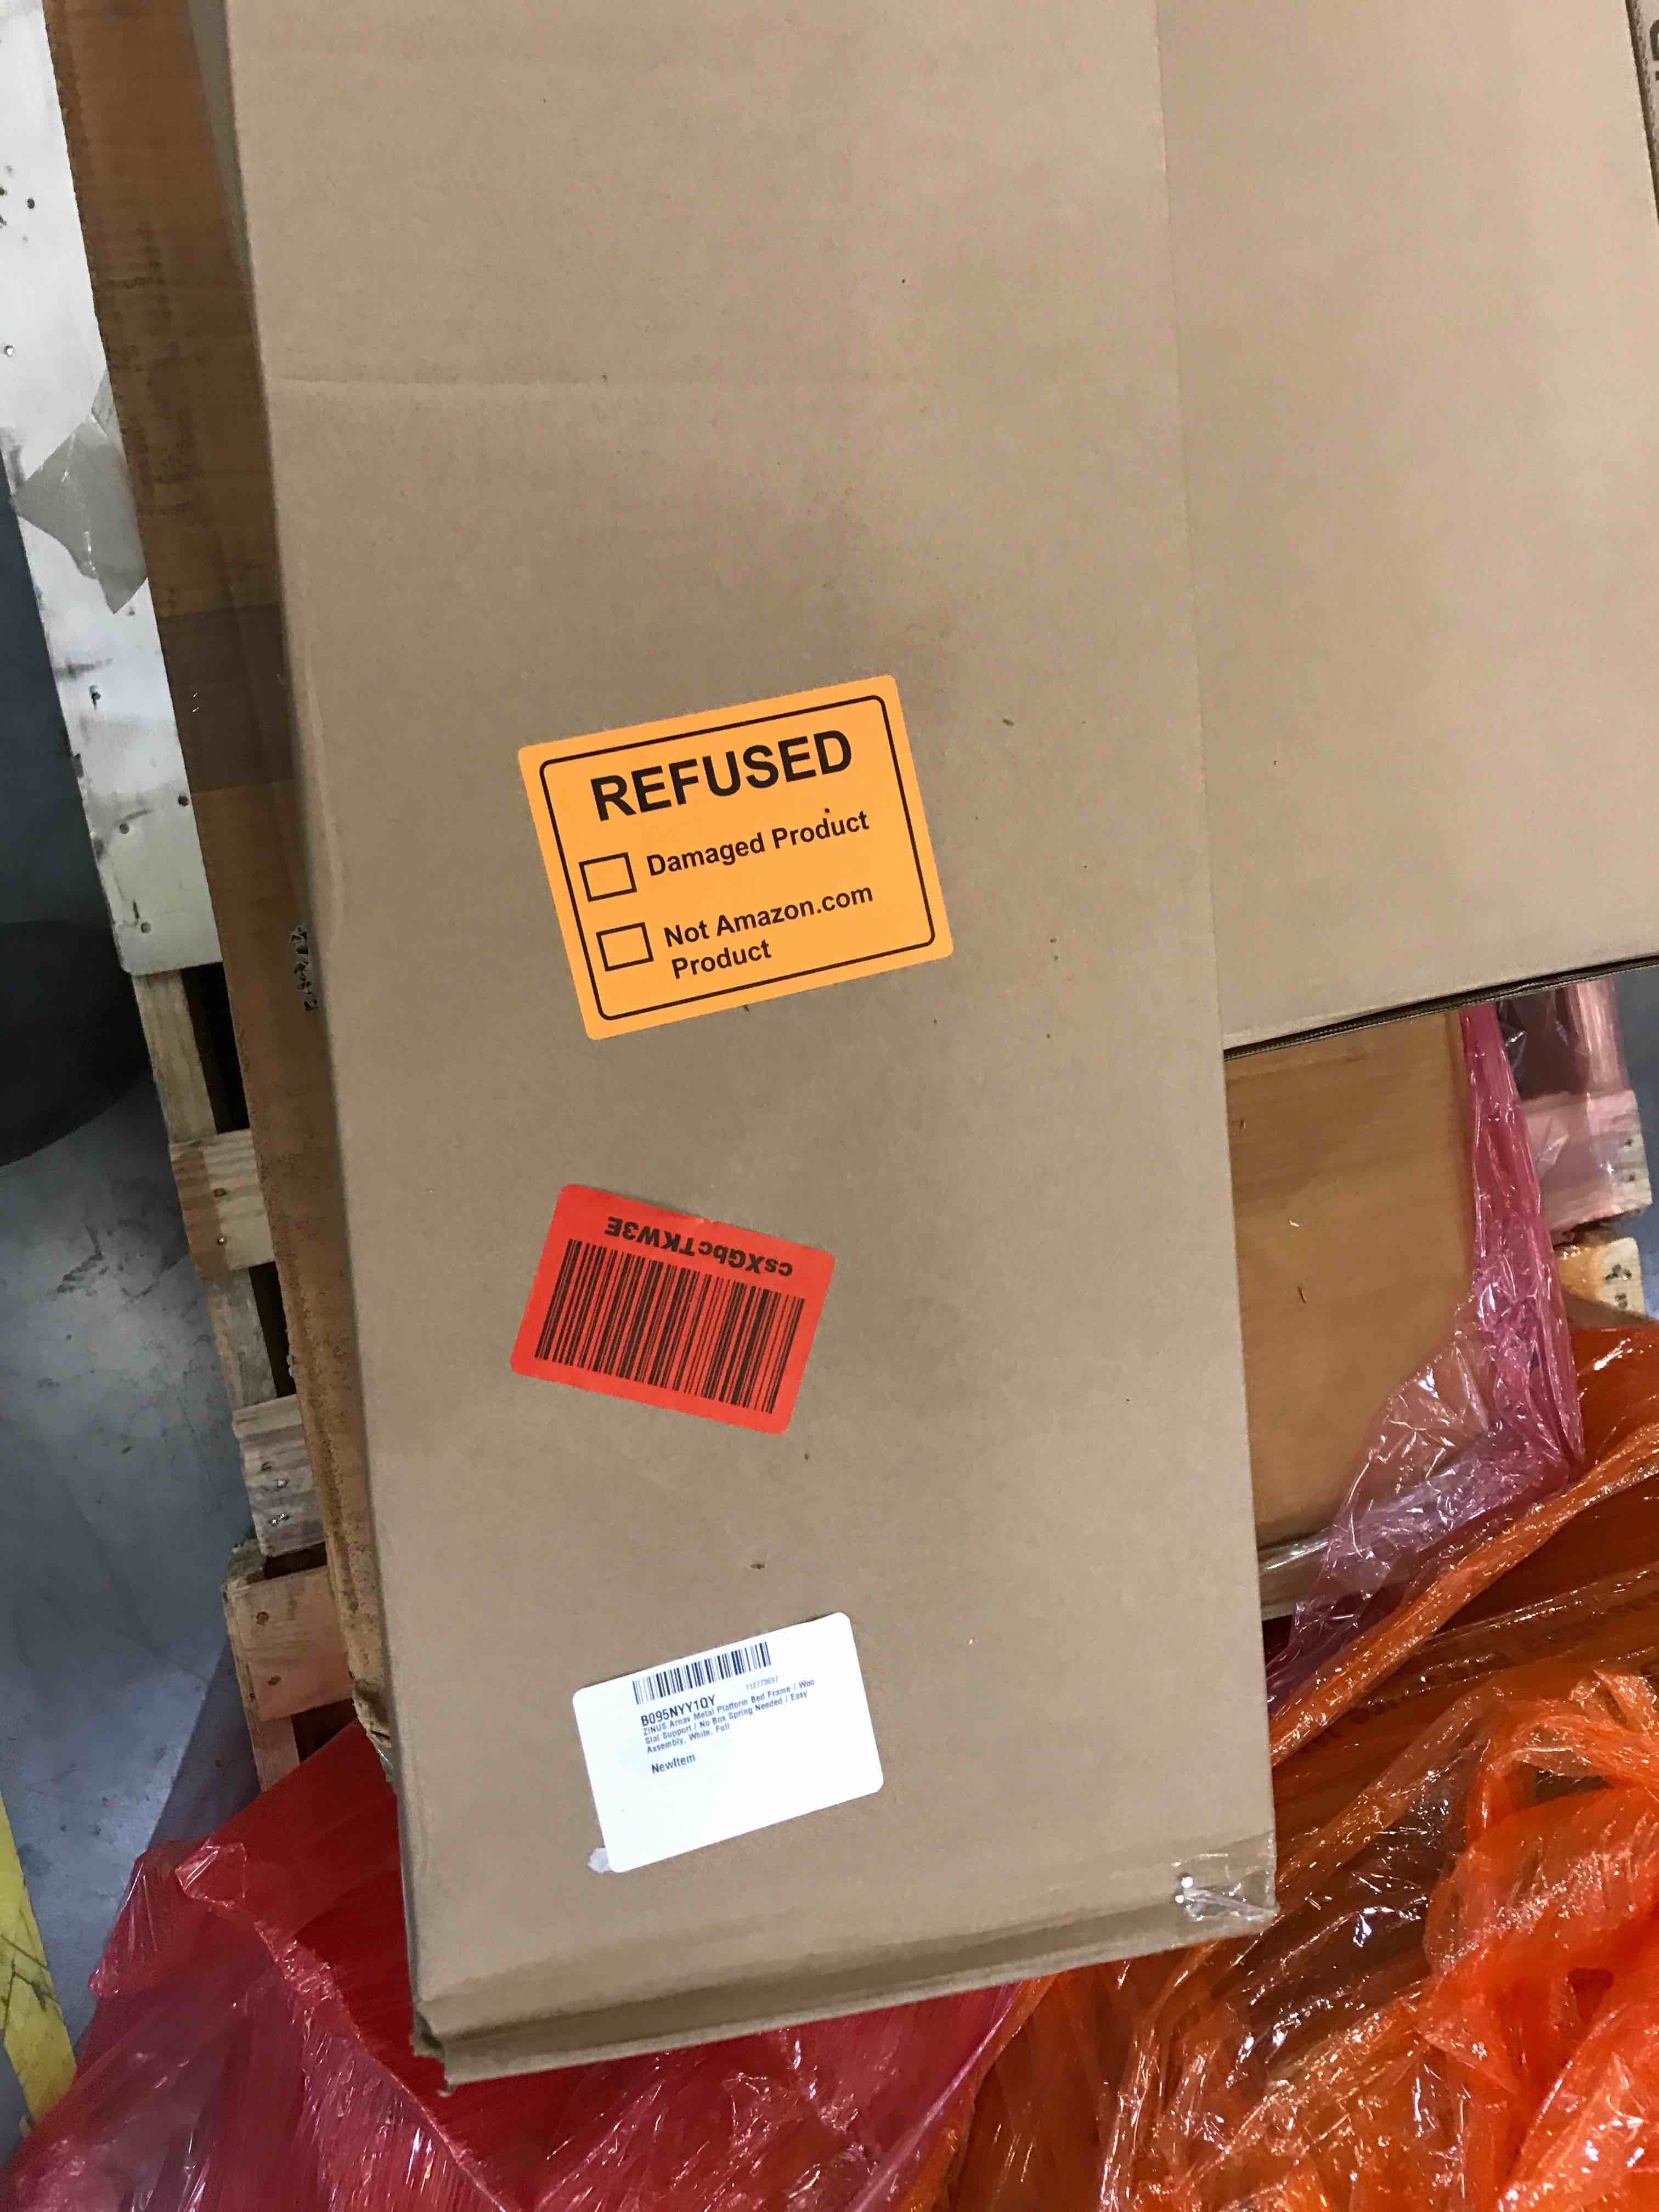 REFUSED
Damaged Product
Not Amazon.com
Product
csXGbcTKW3E
B095NYY1QY
ZINUS Arnav Metal Platform Bed Frame / Woo
Slat Support / No Box Spring Needed / Easy
Assembly, White, Full
NewItem